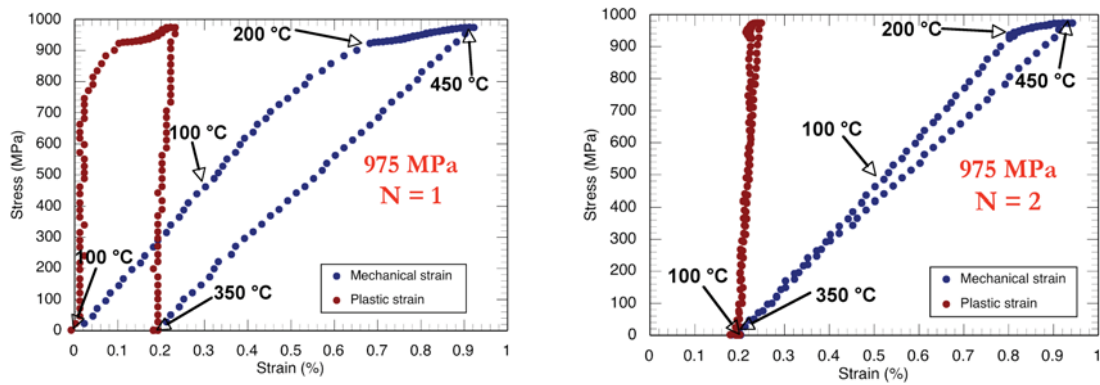 1000
900
800
700
600
500
400
300
200
100
0
Stress (MPa)
200 °C
450 °C
100 °C
975 MPa
N = 1
100 °C
350 °C
Mechanical strain
Plastic strain
0 0.1 0.2 0.3 0.4 0.5 0.6 0.7 0.8 0.9 1
Strain (%)
1000
900
800
700
600
500
400
300
200
100
0
Stress (MPa)
200 °C
450 °C
100 °C
975 MPa
N = 2
100 °C
350 °C
Mechanical strain
Plastic strain
0 0.1 0.2 0.3 0.4 0.5 0.6 0.7 0.8 0.9 1
Strain (%)